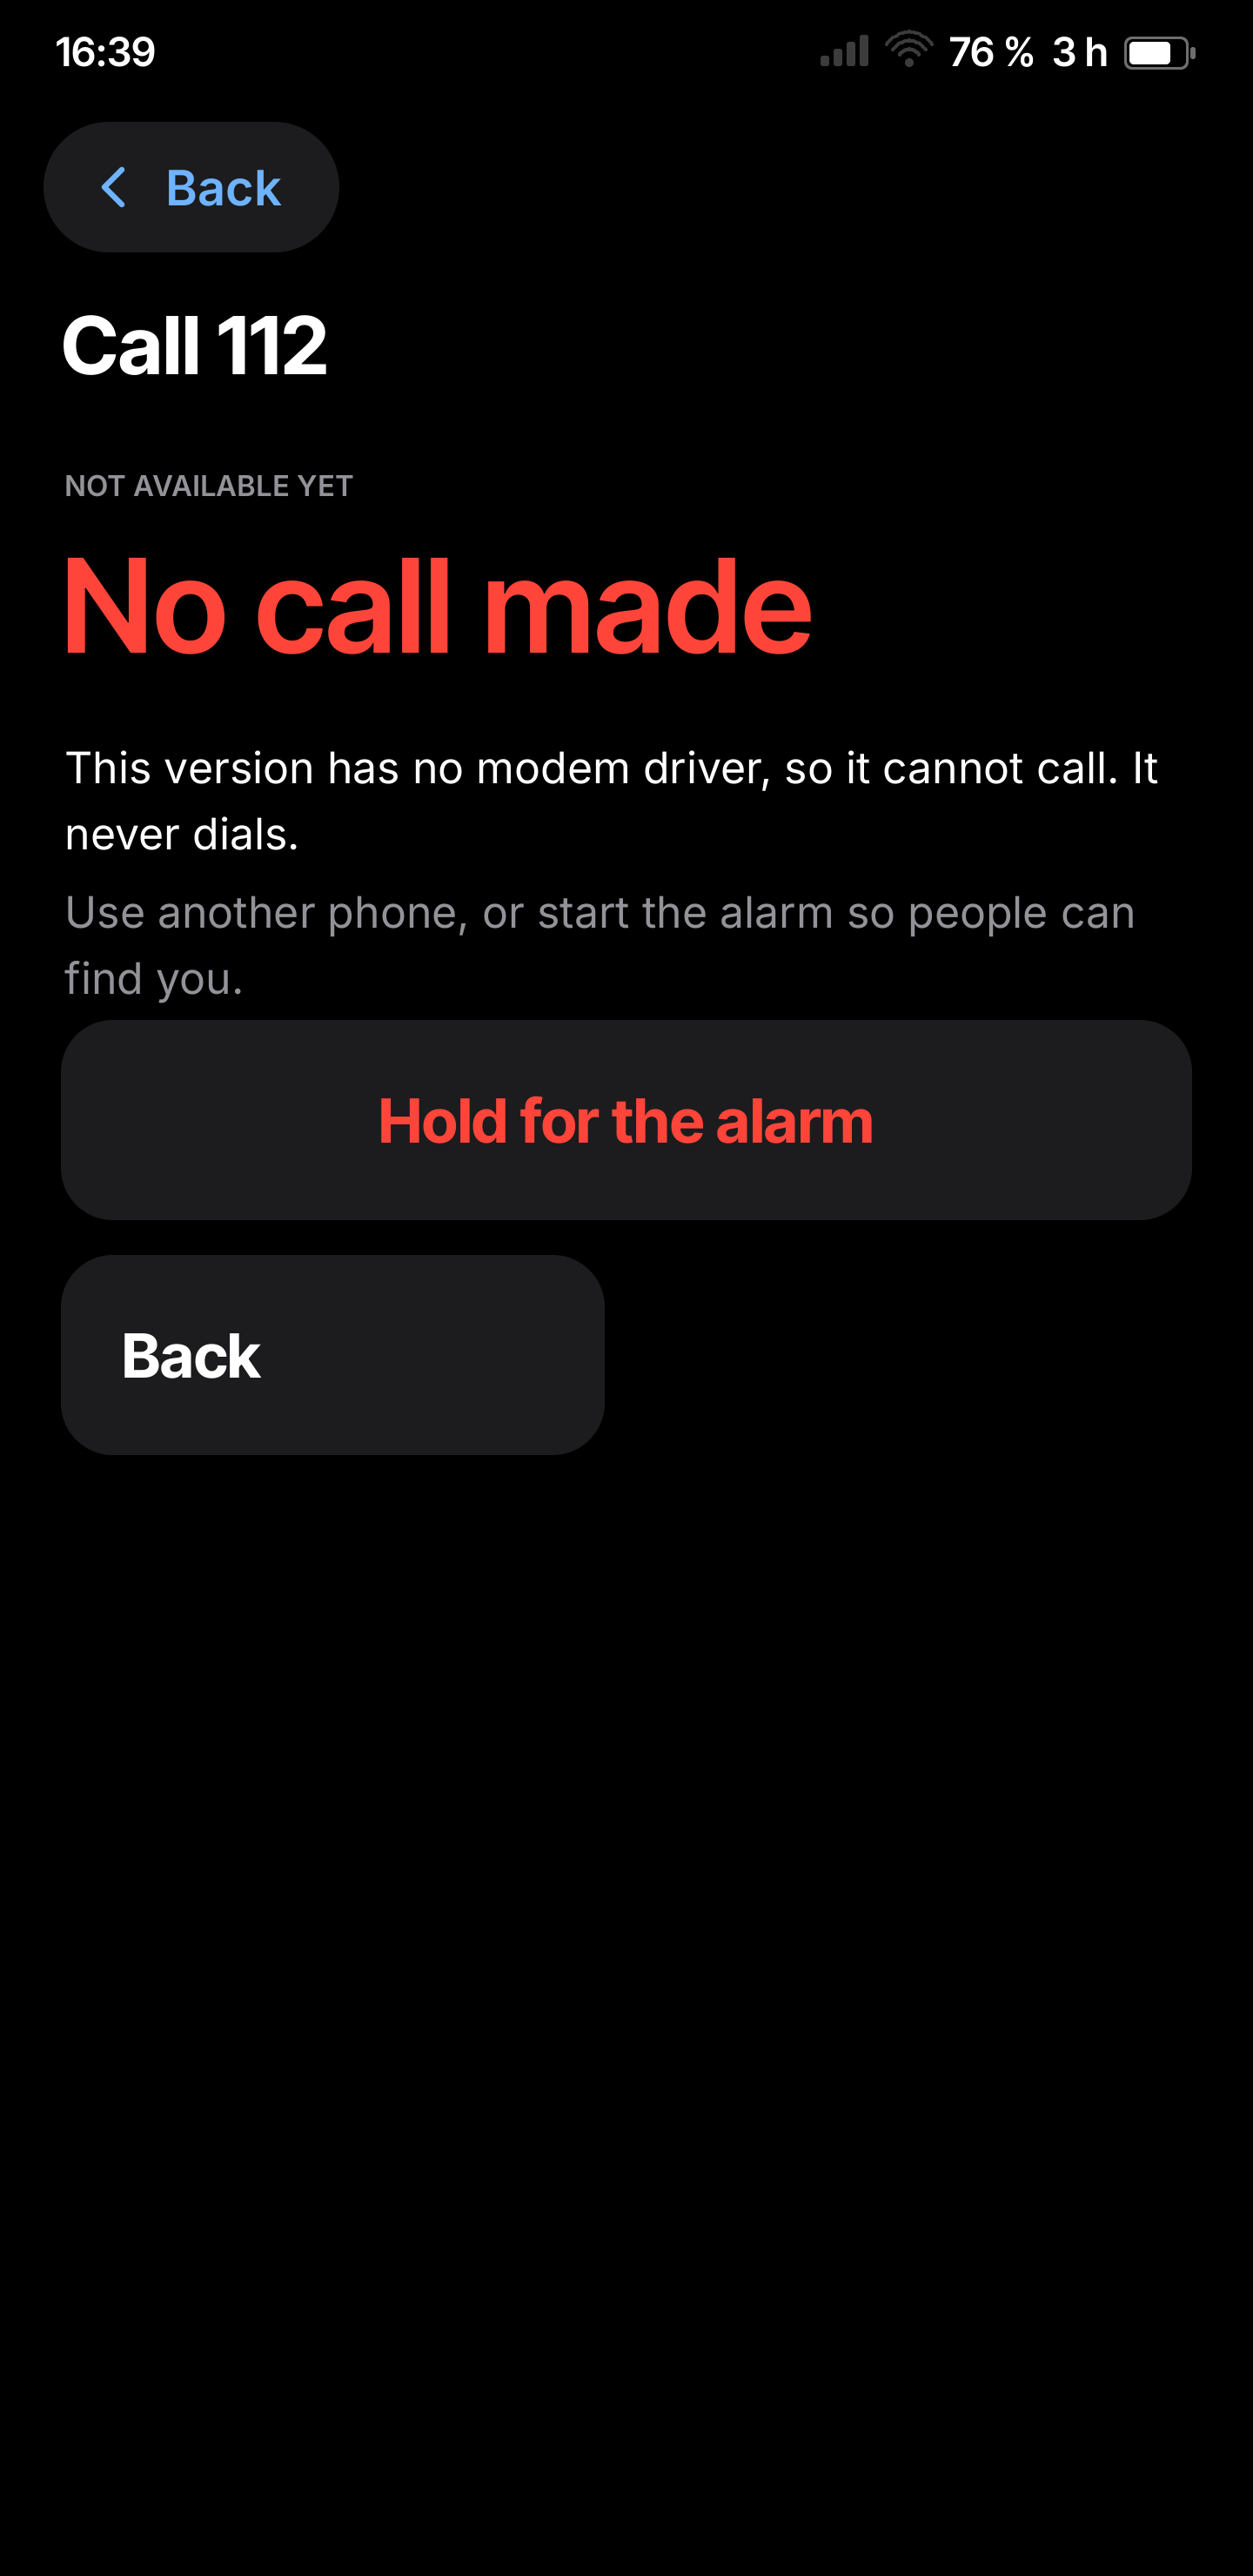 16:39
76 % 3 h
Back
Call 112
NOT AVAILABLE YET
No call made
This version has no modem driver, so it cannot call. It
never dials.
Use another phone, or start the alarm so people can
find you.
Hold for the alarm
Back